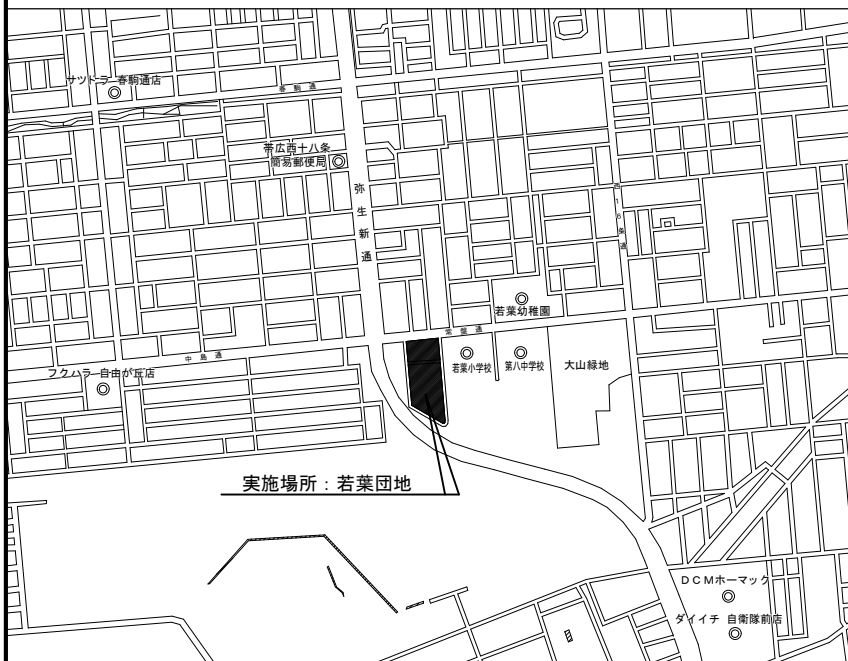 サツドラ 春駒通店
春駒通
帯広西十八条
簡易郵便局
弥生新通
西16条通
若葉幼稚園
常盤通
中島通
フクハラ 自由が丘店
若葉小学校
第八中学校
大山緑地
実施場所：若葉団地
DCMホーマック
ダイイチ 自衛隊前店